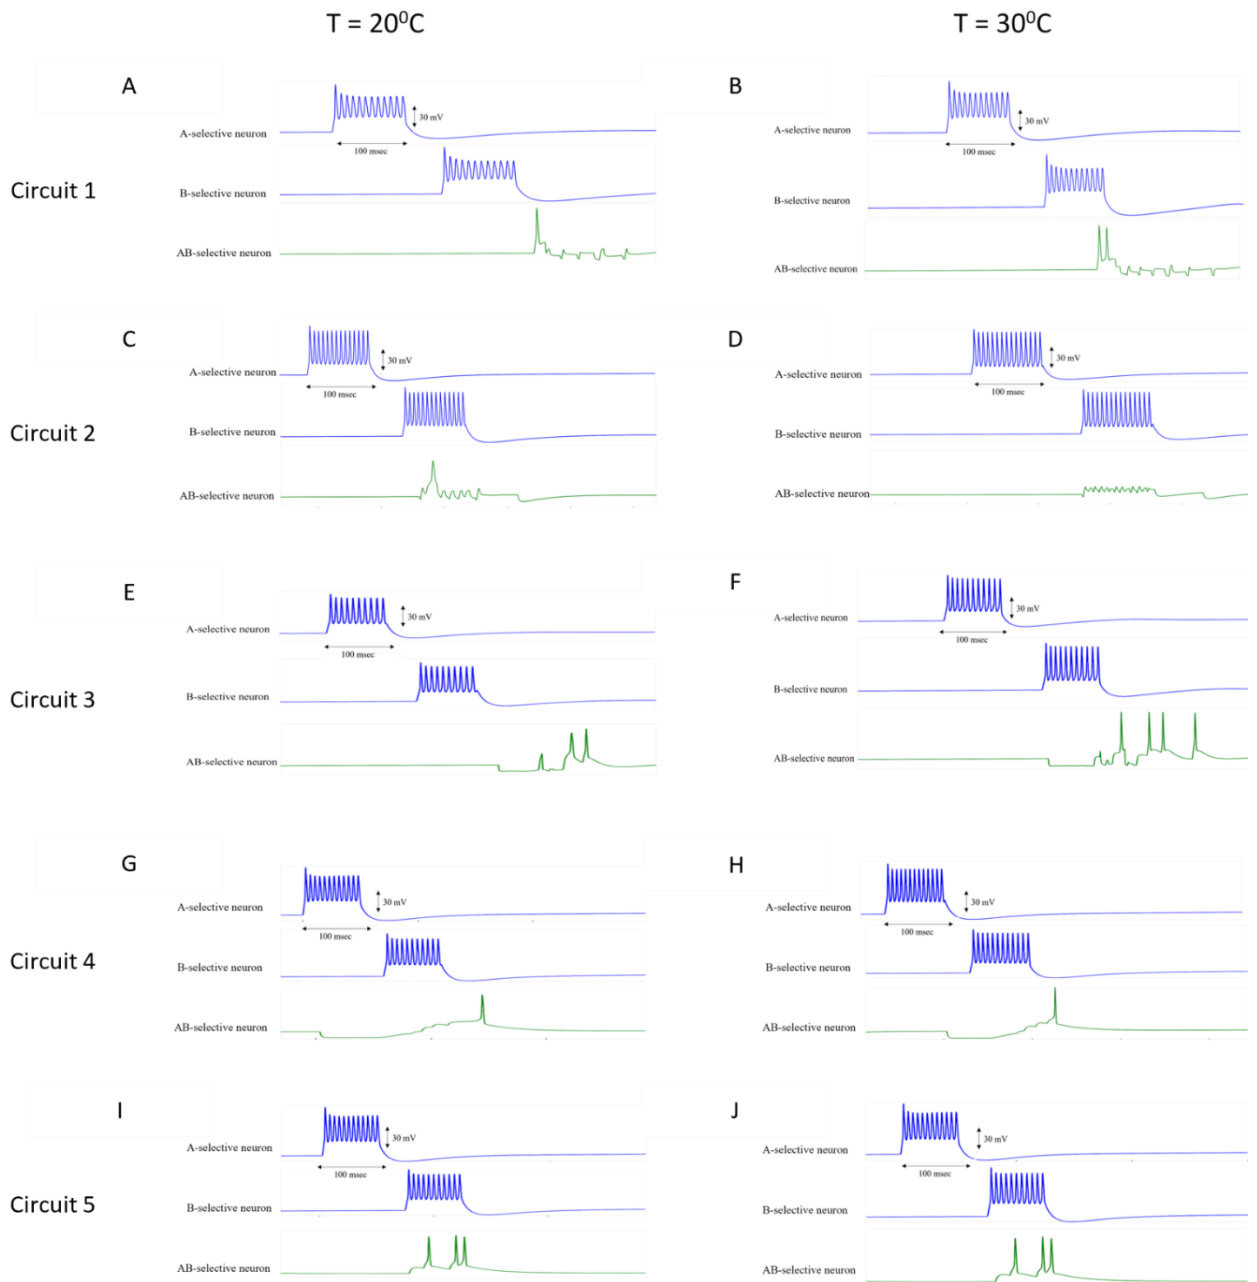 T = 20⁰C
T = 30⁰C
A
B
A-selective neuron
30 mV
100 msec
A-selective neuron
30 mV
100 msec
Circuit 1
B-selective neuron
B-selective neuron
AB-selective neuron
AB-selective neuron
C
D
A-selective neuron
30 mV
100 msec
A-selective neuron
30 mV
100 msec
Circuit 2
B-selective neuron
B-selective neuron
AB-selective neuron
AB-selective neuron
E
F
A-selective neuron
30 mV
100 msec
A-selective neuron
30 mV
100 msec
Circuit 3
B-selective neuron
B-selective neuron
AB-selective neuron
AB-selective neuron
G
H
A-selective neuron
30 mV
100 msec
A-selective neuron
30 mV
100 msec
Circuit 4
B-selective neuron
B-selective neuron
AB-selective neuron
AB-selective neuron
I
J
A-selective neuron
30 mV
100 msec
A-selective neuron
30 mV
100 msec
Circuit 5
B-selective neuron
B-selective neuron
AB-selective neuron
AB-selective neuron